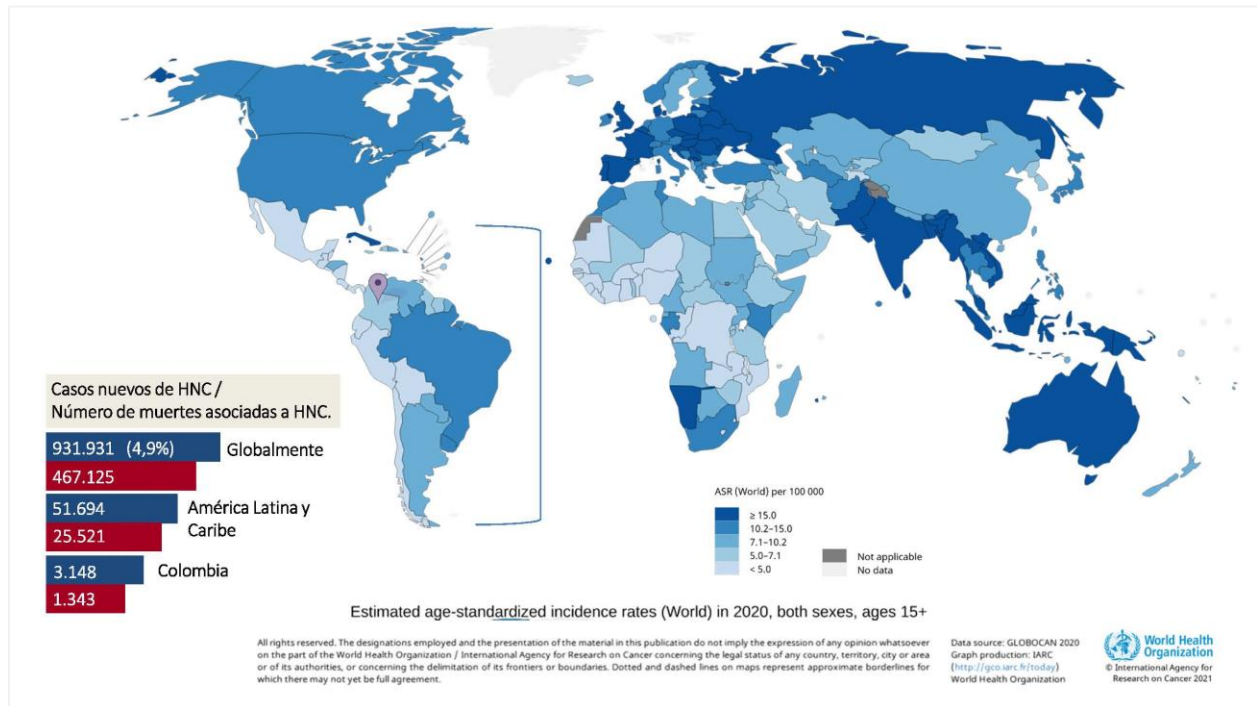 Casos nuevos de HNC /
Número de muertes asociadas a HNC.
931.931 (4,9%)
Globalmente
467.125
51.694
América Latina y
Caribe
25.521
3.148
Colombia
1.343
ASR (World) per 100 000
≥ 15.0
10.2–15.0
7.1–10.2
5.0–7.1
< 5.0
Not applicable
No data
Estimated age-standardized incidence rates (World) in 2020, both sexes, ages 15+
All rights reserved. The designations employed and the presentation of the material in this publication do not imply the expression of any opinion whatsoever
on the part of the World Health Organization / International Agency for Research on Cancer concerning the legal status of any country, territory, city or area
or of its authorities, or concerning the delimitation of its frontiers or boundaries. Dotted and dashed lines on maps represent approximate borderlines for
which there may not yet be full agreement.
Data source: GLOBOCAN 2020
Graph production: IARC
(http://gco.iarc.fr/today)
World Health Organization
World Health
Organization
© International Agency for
Research on Cancer 2021